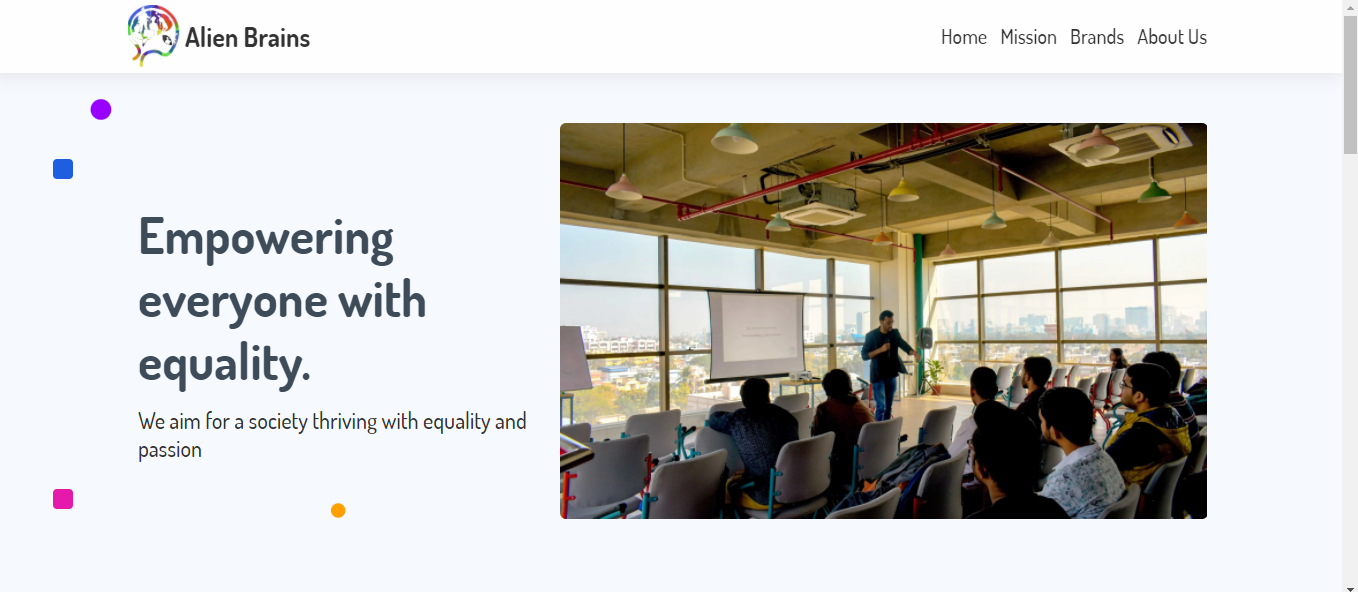 Alien Brains
Home Mission Brands About Us
Empowering
everyone with
equality.
We aim for a society thriving with equality and
passion